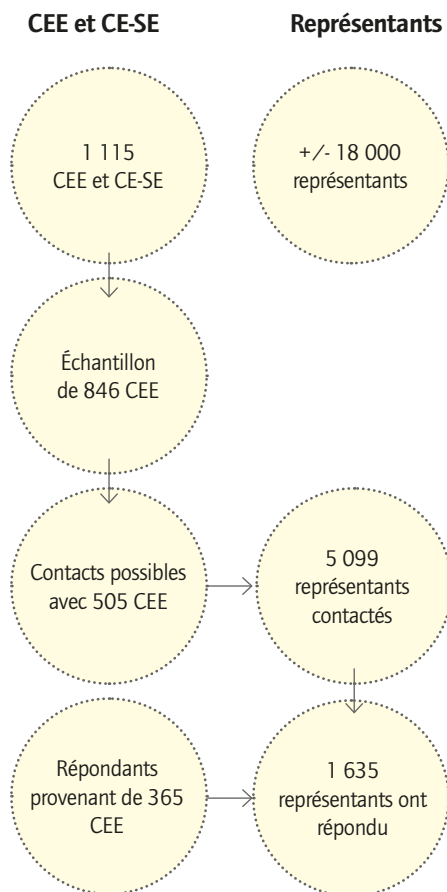 CEE et CE-SE
Représentants
1 115
CEE et CE-SE
+/- 18 000
représentants
Échantillon
de 846 CEE
Contacts possibles
avec 505 CEE
5 099
représentants
contactés
Répondants
provenant de 365
CEE
1 635
représentants ont
répondu